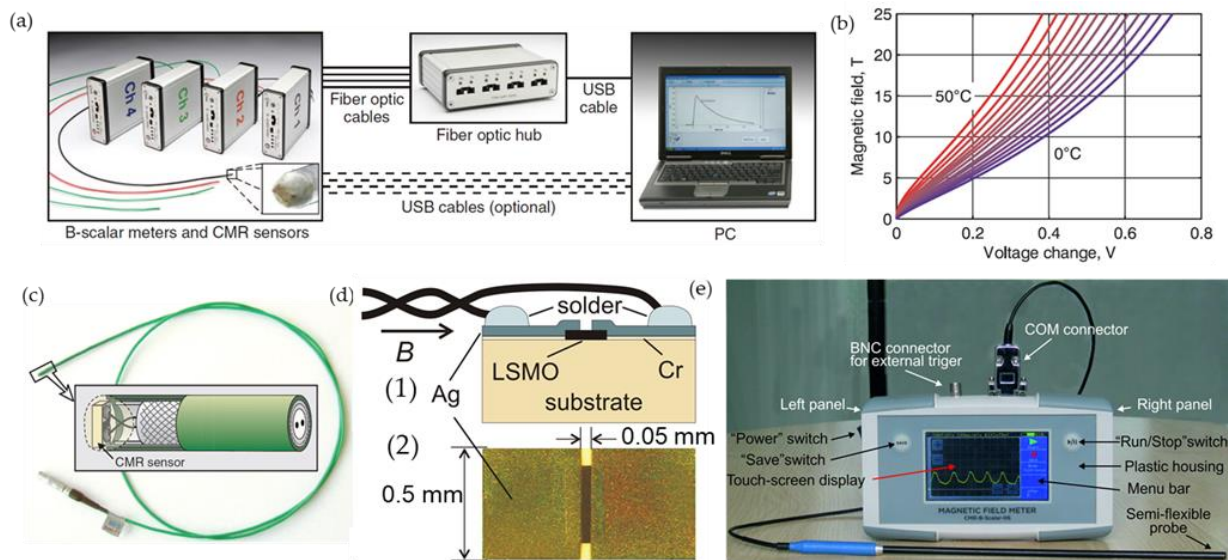 (a)
Ch 4
Ch 3
Ch 2
Ch 1
Fiber optic
cables
Fiber optic hub
USB
cable
USB cables (optional)
B-scalar meters and CMR sensors
PC
(b)
Magnetic field, T
25
20
15
10
5
0
50°C
0°C
0
0.2
0.4
0.6
0.8
Voltage change, V
(c)
CMR sensor
(d)
solder
B
LSMO
Cr
(1)
Ag
substrate
(2)
0.05 mm
0.5 mm
(e)
COM connector
BNC connector
for external triger
Left panel
Right panel
"Power" switch
"Save"switch
Touch-screen display
"Run/Stop"switch
Plastic housing
Menu bar
MAGNETIC FIELD METER
Semi-flexible
probe